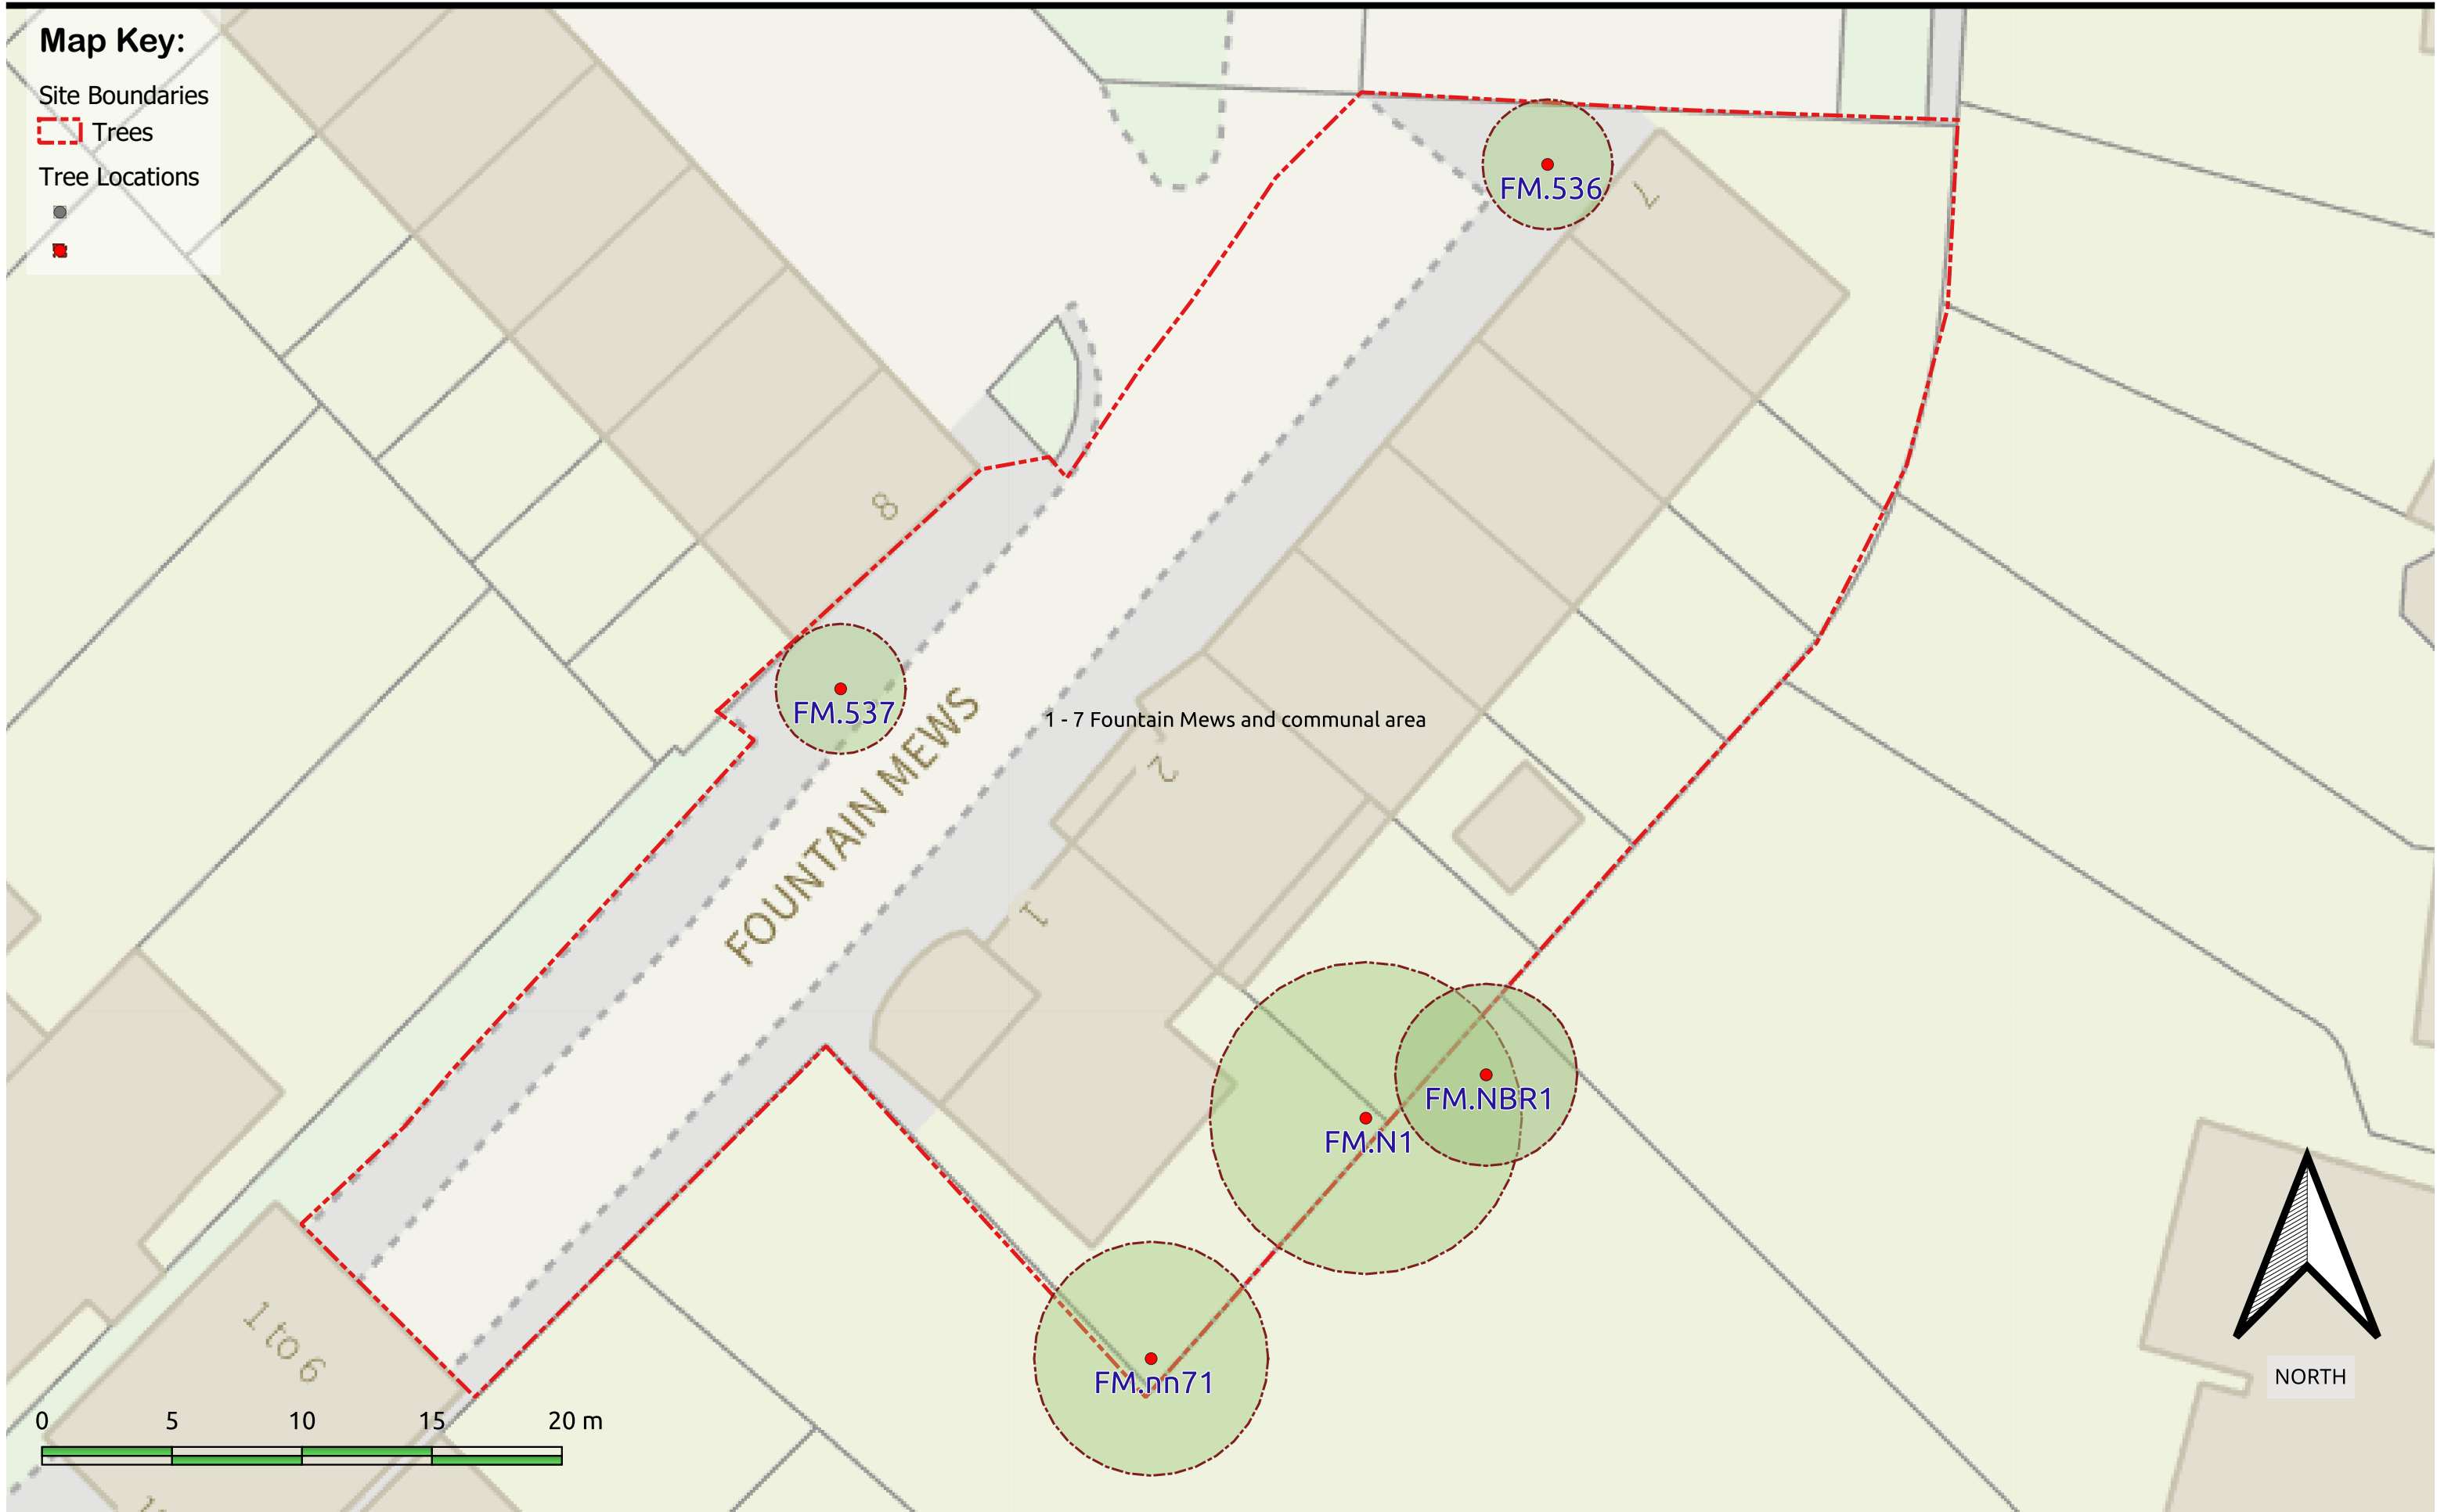 Map Key:
Site Boundaries
Trees
Tree Locations
FM.536
7
8
FM.537
1 - 7 Fountain Mews and communal area
FOUNTAIN MEWS
2
1
FM.NBR1
FM.N1
1 to 6
FM.nn71
NORTH
0 5 10 15 20 m